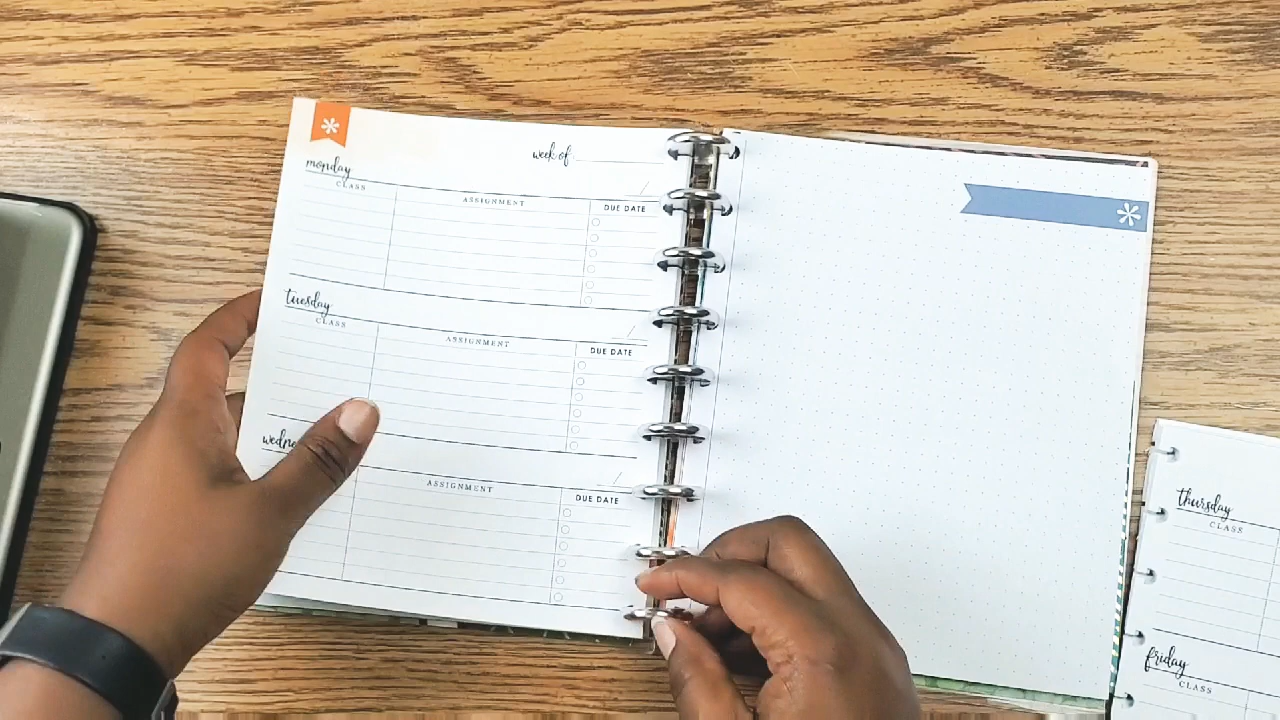 week of
monday
CLASS ASSIGNMENT DUE DATE
tuesday
CLASS ASSIGNMENT DUE DATE
ASSIGNMENT DUE DATE
thursday
CLASS
friday
CLASS